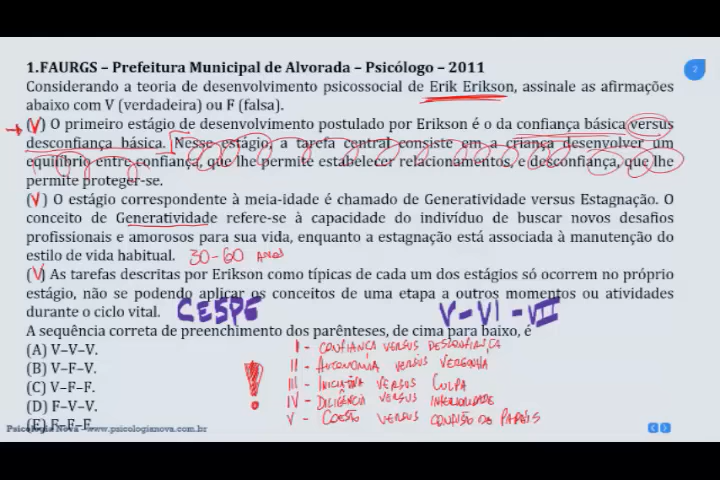 2
1.FAURGS – Prefeitura Municipal de Alvorada – Psicólogo – 2011
Considerando a teoria de desenvolvimento psicossocial de Erik Erikson, assinale as afirmações
abaixo com V (verdadeira) ou F (falsa).
(V) O primeiro estágio de desenvolvimento postulado por Erikson é o da confiança básica versus
desconfiança básica. Nesse estágio, a tarefa central consiste em a criança desenvolver um
equilíbrio entre confiança, que lhe permite estabelecer relacionamentos, e desconfiança, que lhe
permite proteger-se.
(V) O estágio correspondente à meia-idade é chamado de Generatividade versus Estagnação. O
conceito de Generatividade refere-se à capacidade do indivíduo de buscar novos desafios
profissionais e amorosos para sua vida, enquanto a estagnação está associada à manutenção do
estilo de vida habitual. 30-60 ANOS
(V) As tarefas descritas por Erikson como típicas de cada um dos estágios só ocorrem no próprio
estágio, não se podendo aplicar os conceitos de uma etapa a outros momentos ou atividades
durante o ciclo vital. CESPE V-VI-VII
A sequência correta de preenchimento dos parênteses, de cima para baixo, é
(A) V–V–V. I - CONFIANÇA VERSUS DESCONFIANÇA
(B) V–F–V. II - AUTONOMIA VERSUS VERGONHA
(C) V–F–F. ! III - INICIATIVA VERSUS CULPA
(D) F–V–V. IV - DILIGÊNCIA VERSUS INFERIORIDADE
(E) F–F–F. V - COESÃO VERSUS CONFUSÃO DE PAPÉIS
Psicologia Nova - www.psicologianova.com.br